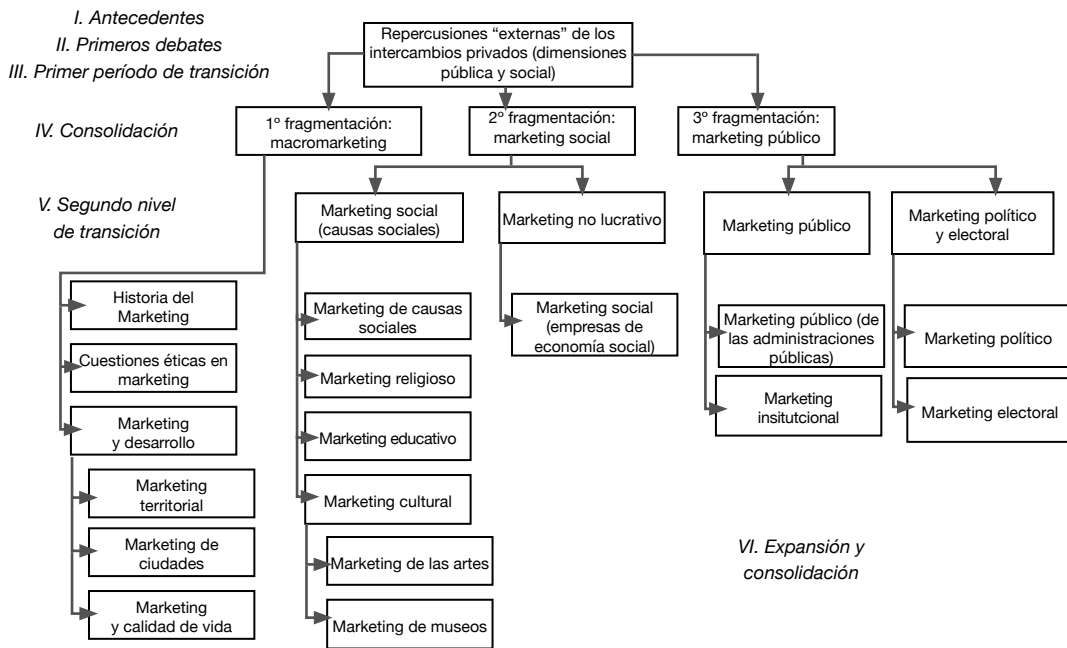 I. Antecedentes
II. Primeros debates
III. Primer período de transición
Repercusiones “externas” de los
intercambios privados (dimensiones
pública y social)
IV. Consolidación
1º fragmentación:
macromarketing
2º fragmentación:
marketing social
3º fragmentación:
marketing público
V. Segundo nivel
de transición
Marketing social
(causas sociales)
Marketing no lucrativo
Marketing público
Marketing político
y electoral
Historia del
Marketing
Cuestiones éticas en
marketing
Marketing
y desarrollo
Marketing
territorial
Marketing de
ciudades
Marketing
y calidad de vida
Marketing de causas
sociales
Marketing religioso
Marketing educativo
Marketing cultural
Marketing de las artes
Marketing de museos
Marketing social
(empresas de
economía social)
Marketing público (de
las administraciones
públicas)
Marketing
insitutcional
Marketing político
Marketing electoral
VI. Expansión y
consolidación